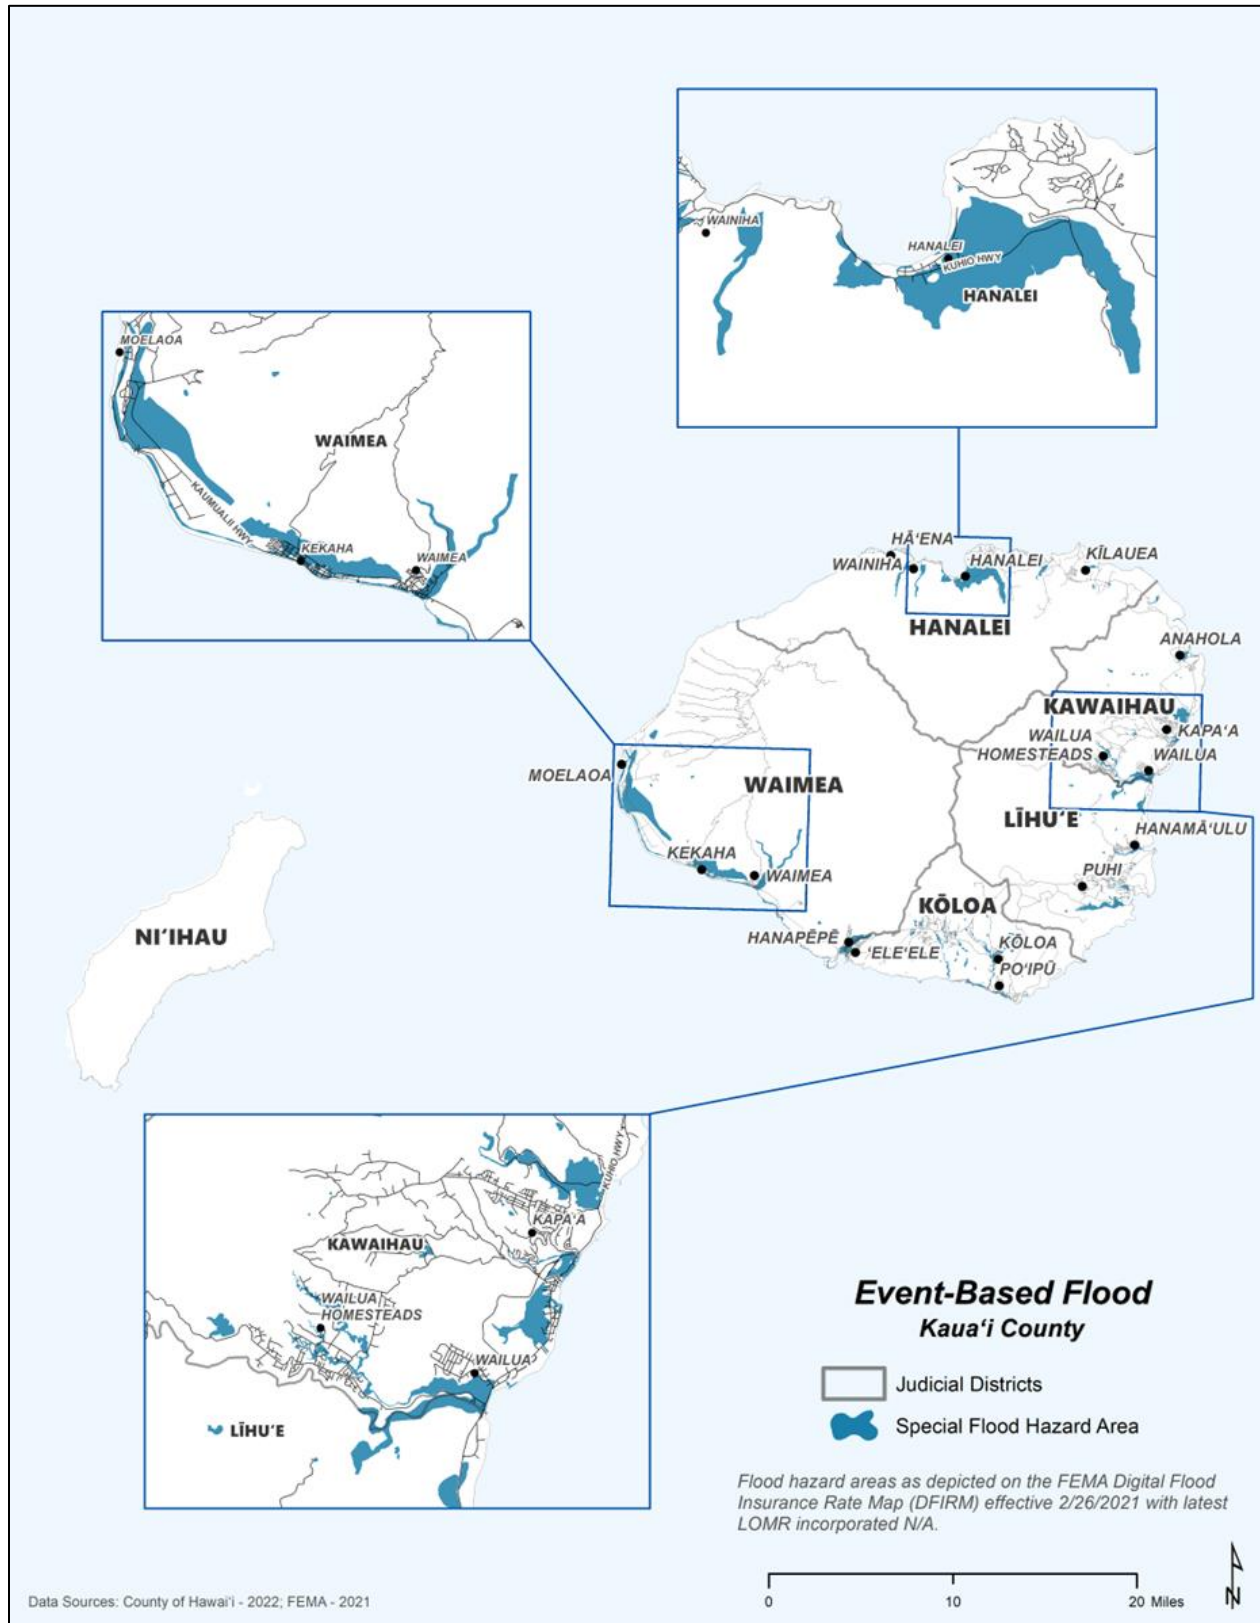 WAINIHA
HANALEI
KUHIO HWY
HANALEI
MOELAOA
WAIMEA
KAUMUALII HWY
KEKAHA
WAIMEA
HĀ‘ENA
WAINIHA
HANALEI
KĪLAUEA
HANALEI
ANAHOLA
KAWAIHAU
KAPA‘A
WAILUA
HOMESTEADS
WAILUA
MOELAOA
WAIMEA
LĪHU‘E
HANAMĀ‘ULU
KEKAHA
WAIMEA
PUHI
KŌLOA
NI‘IHAU
HANAPĒPĒ
‘ELE‘ELE
KŌLOA
PO‘IPŪ
KUHIO HWY
KAPA‘A
KAWAIHAU
WAILUA
HOMESTEADS
WAILUA
LĪHU‘E
Event-Based Flood
Kaua‘i County
Judicial Districts
Special Flood Hazard Area
Flood hazard areas as depicted on the FEMA Digital Flood
Insurance Rate Map (DFIRM) effective 2/26/2021 with latest
LOMR incorporated N/A.
0 10 20 Miles
N
Data Sources: County of Hawai‘i - 2022; FEMA - 2021